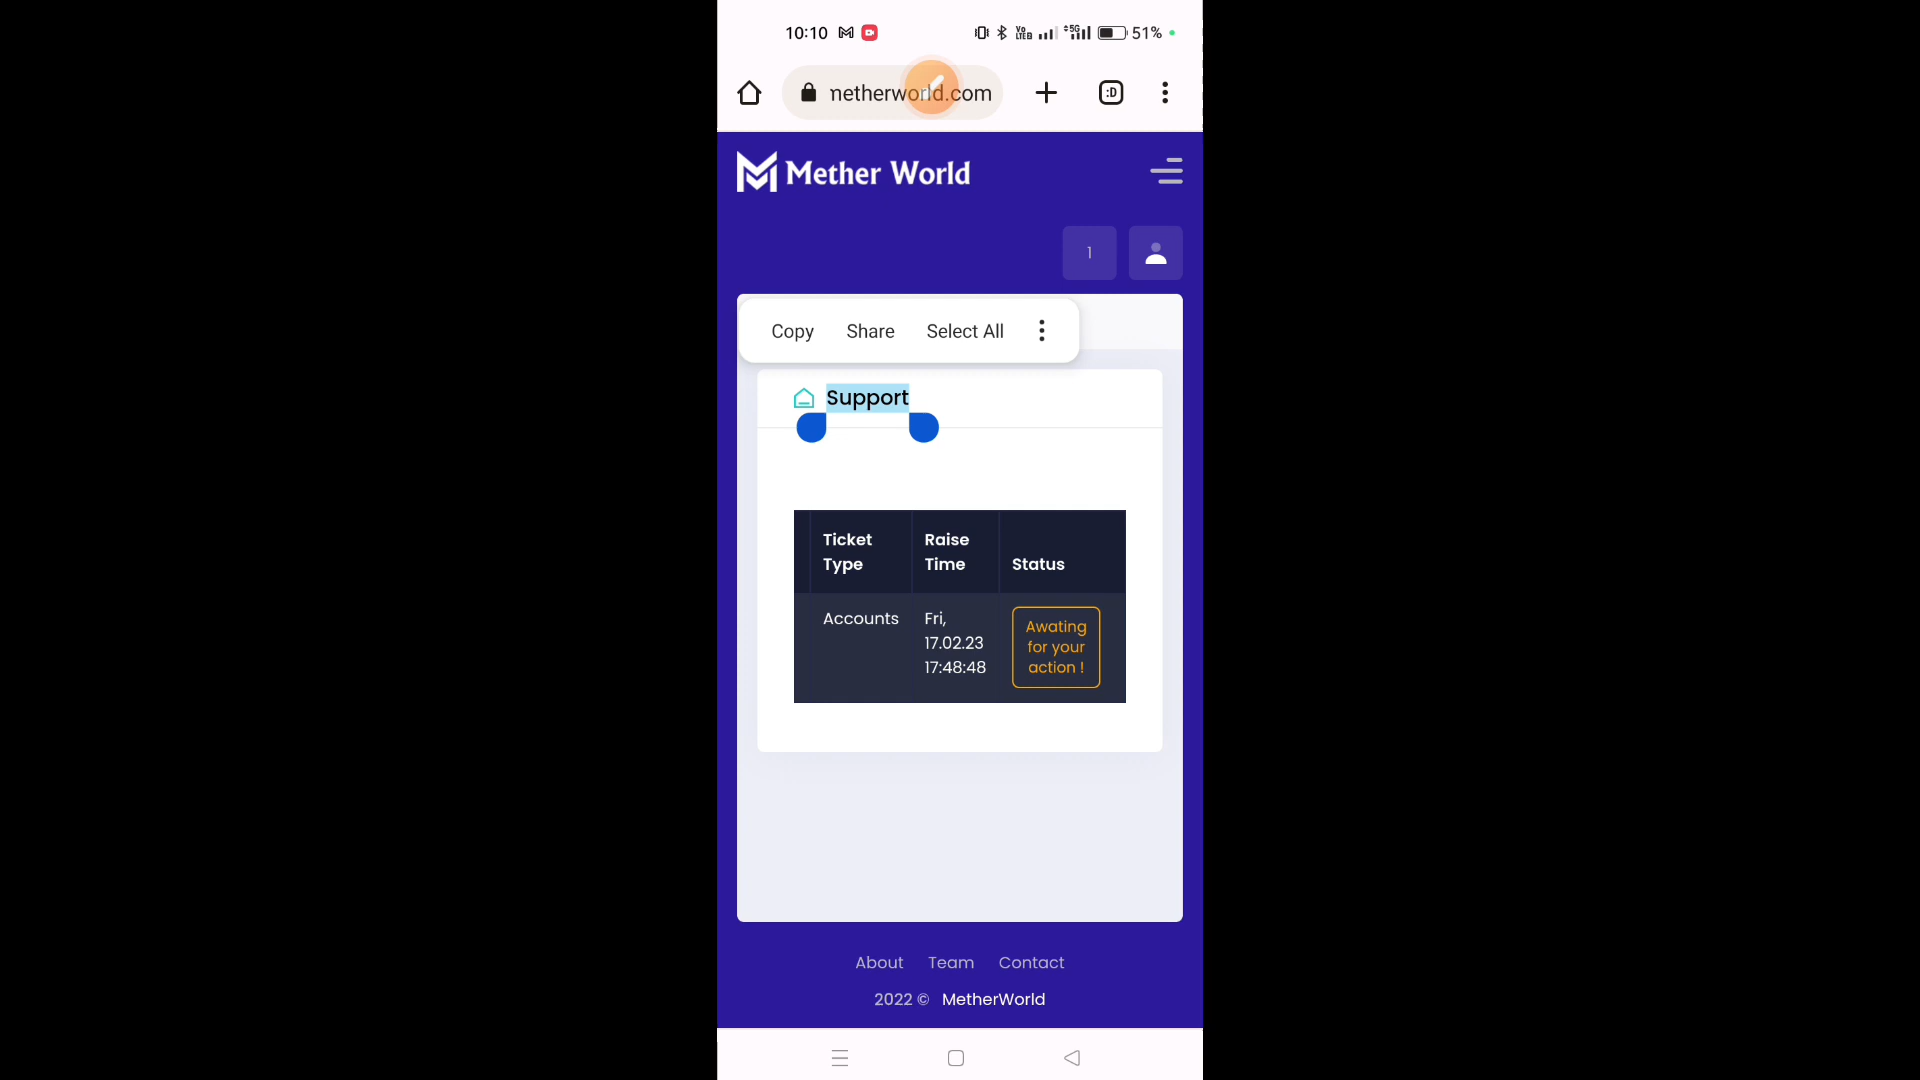 10:10 51%
netherworld.com :D
Mether World
1
Copy Share Select All
Support
Ticket Type Raise Time Status
Accounts Fri, 17.02.23 17:48:48 Awating for your action !
About Team Contact
2022 © MetherWorld